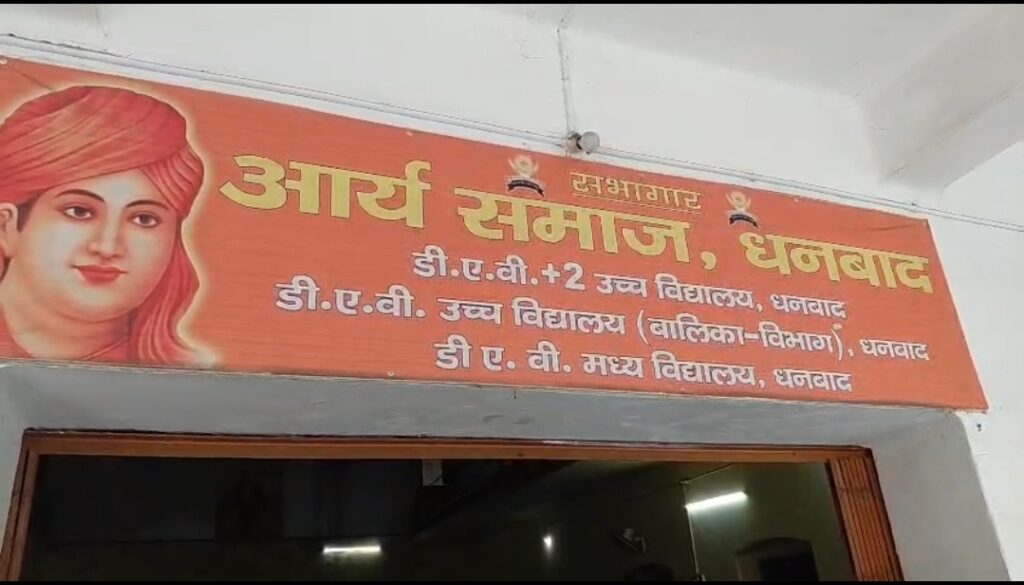 सभागार
आर्य समाज, धनबाद
डी.ए.वी.+2 उच्च विद्यालय, धनबाद
डी.ए.वी. उच्च विद्यालय (बालिका-विभाग), धनबाद
डी ए. वी. मध्य विद्यालय, धनबाद